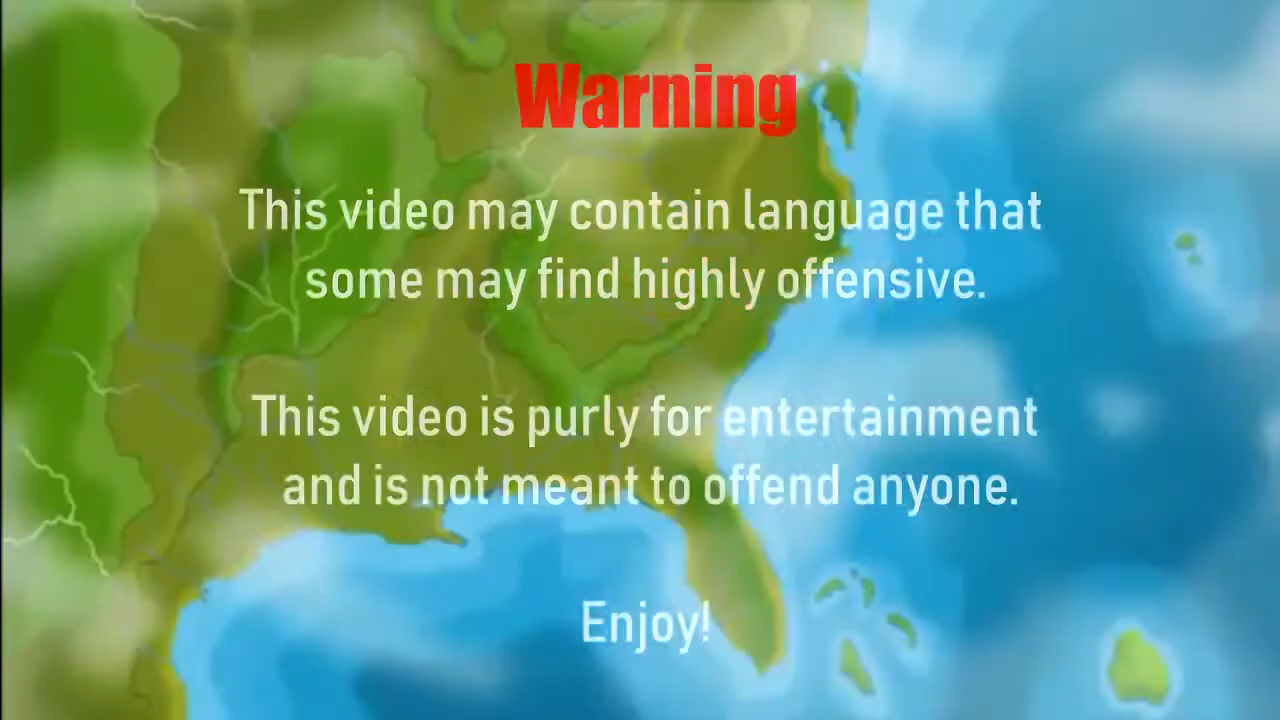 Warning
This video may contain language that
some may find highly offensive.
This video is purly for entertainment
and is not meant to offend anyone.
Enjoy!